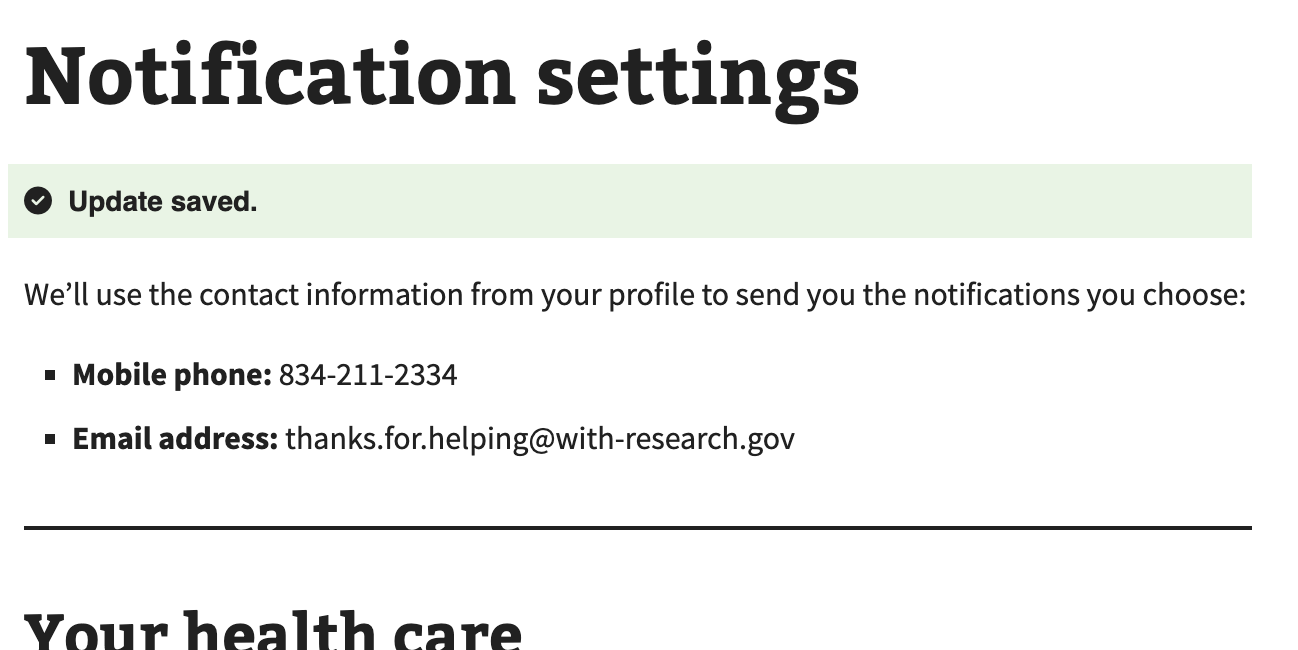 Notification settings
Update saved.
We’ll use the contact information from your profile to send you the notifications you choose:
Mobile phone: 834-211-2334
Email address: thanks.for.helping@with-research.gov
Your health care